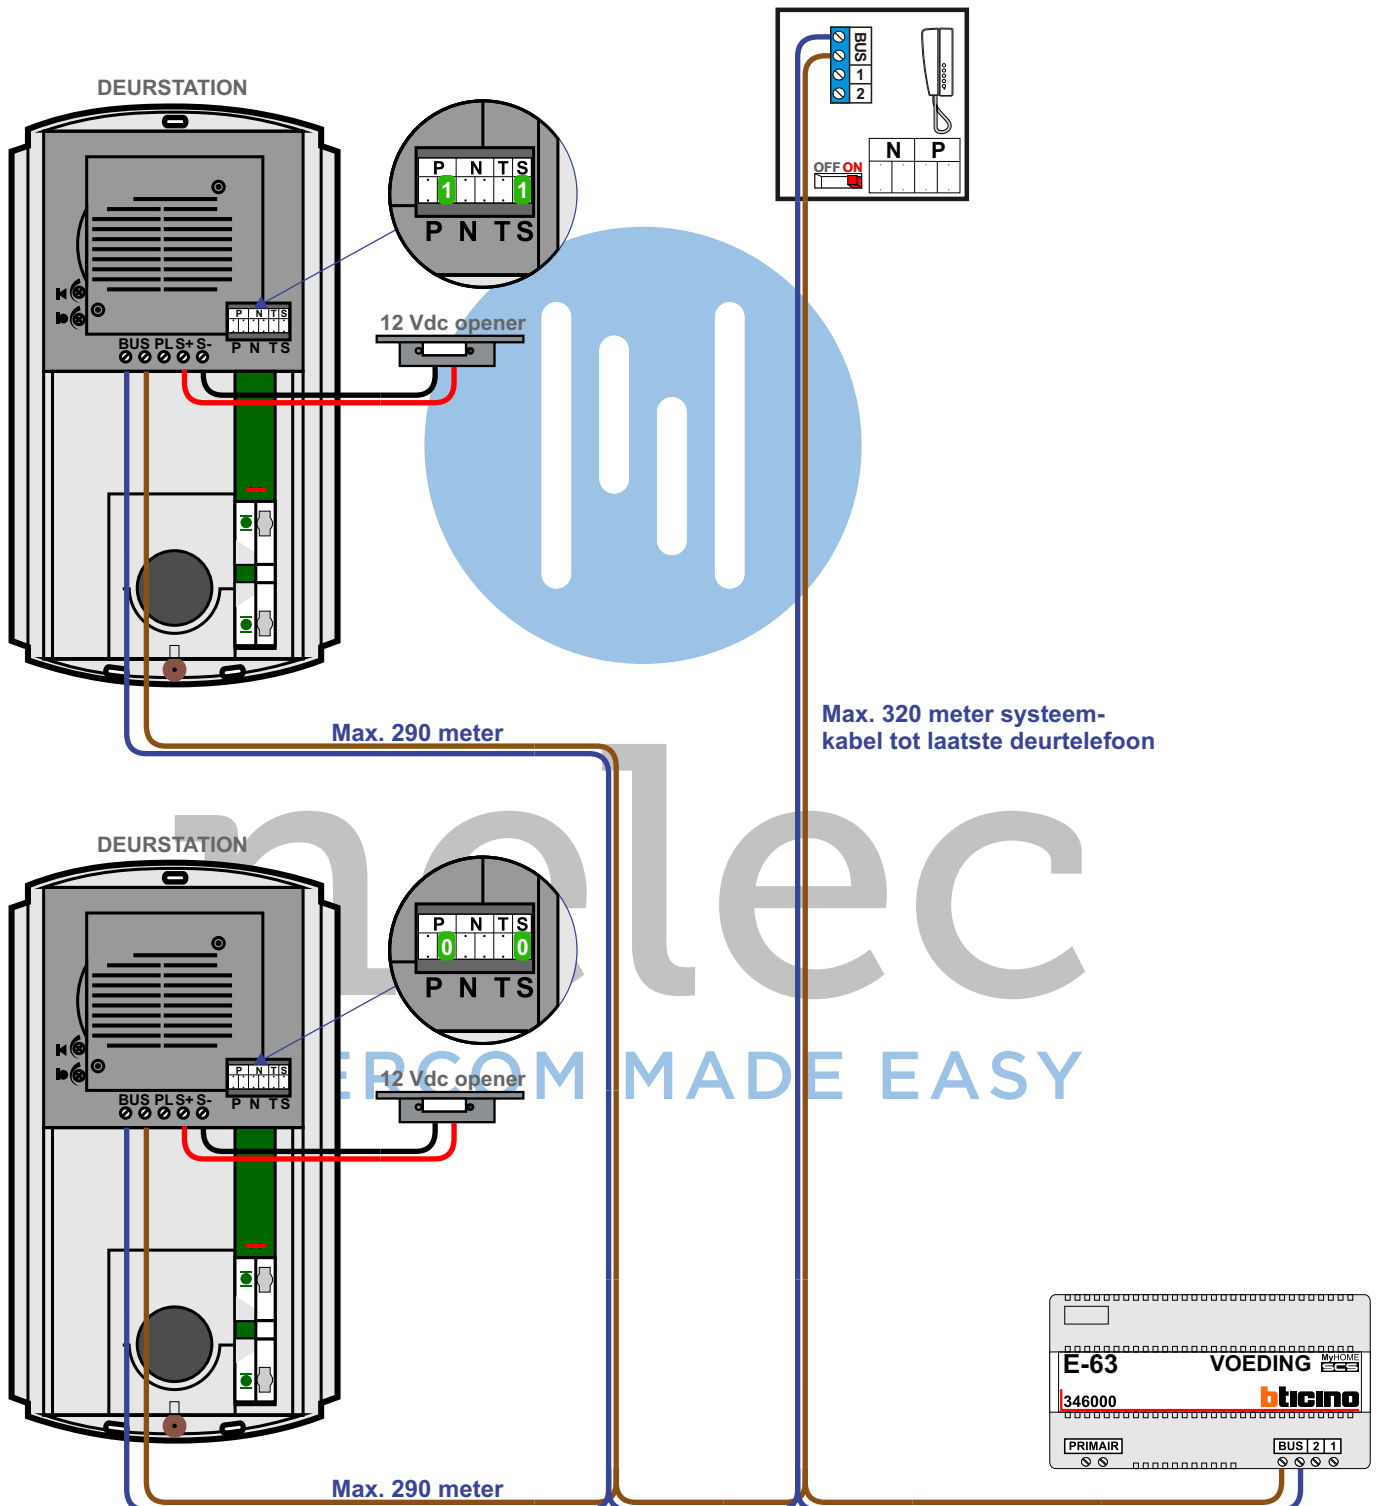 DEURSTATION
P N T S
1 1
P N T S
12 Vdc opener
P N T S
BUS PL S+ S- P N T S
BUS
1
2
N P
OFF ON
Max. 290 meter
Max. 320 meter systeem-
kabel tot laatste deurtelefoon
nelec
DEURSTATION
P N T S
0 0
P N T S
ERCOM MADE EASY
12 Vdc opener
P N T S
BUS PL S+ S- P N T S
E-63 VOEDING MyHOME
SCS
346000 bticino
PRIMAIR BUS 2 1
Max. 290 meter